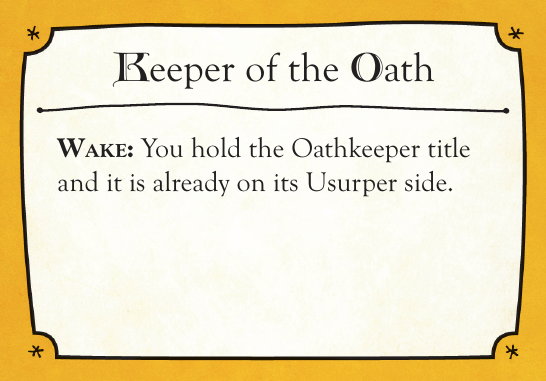 Keeper of the Oath
WAKE: You hold the Oathkeeper title
and it is already on its Usurper side.